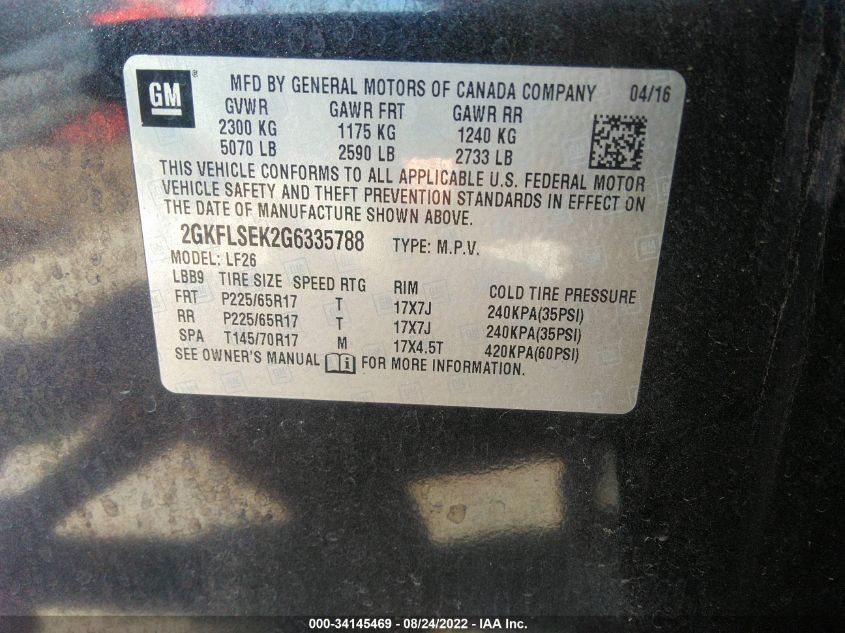 GM ® MFD BY GENERAL MOTORS OF CANADA COMPANY 04/16
GVWR GAWR FRT GAWR RR
2300 KG 1175 KG 1240 KG
5070 LB 2590 LB 2733 LB
THIS VEHICLE CONFORMS TO ALL APPLICABLE U.S. FEDERAL MOTOR
VEHICLE SAFETY AND THEFT PREVENTION STANDARDS IN EFFECT ON
THE DATE OF MANUFACTURE SHOWN ABOVE.
2GKFLSEK2G6335788 TYPE: M.P.V.
MODEL: LF26
LBB9 TIRE SIZE SPEED RTG RIM COLD TIRE PRESSURE
FRT P225/65R17 T 17X7J 240KPA(35PSI)
RR P225/65R17 T 17X7J 240KPA(35PSI)
SPA T145/70R17 M 17X4.5T 420KPA(60PSI)
SEE OWNER'S MANUAL FOR MORE INFORMATION.
000-34145469 - 08/24/2022 - IAA Inc.